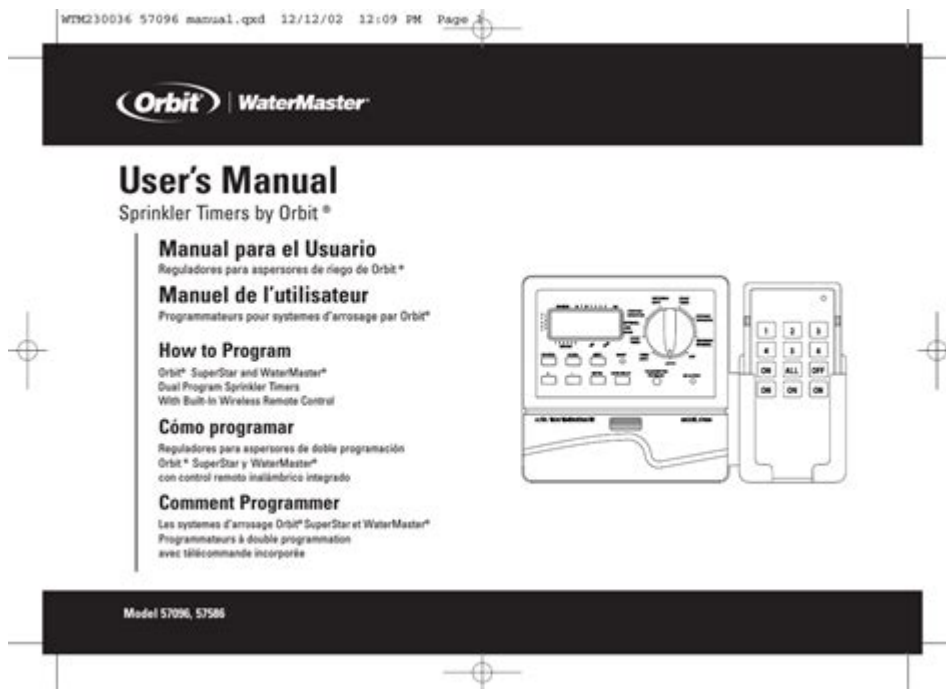 WTM230036 57096 manual.qxd 12/12/02 12:09 PM Page 1
Orbit® | WaterMaster™
User's Manual
Sprinkler Timers by Orbit ®
Manual para el Usuario
Reguladores para aspersores de riego de Orbit ®
Manuel de l'utilisateur
Programmateurs pour systemes d'arrosage par Orbit®
How to Program
Orbit® SuperStar and WaterMaster®
Dual Program Sprinkler Timers
With Built-In Wireless Remote Control
Cómo programar
Reguladores para aspersores de doble programación
Orbit ® SuperStar y WaterMaster®
con control remoto inalámbrico integrado
Comment Programmer
Les systemes d'arrosage Orbit® SuperStar et WaterMaster®
Programmateurs à double programmation
avec télécommande incorporée
1 2 3
4 5 6
ON ALL OFF
ON ON ON
Model 57096, 57586